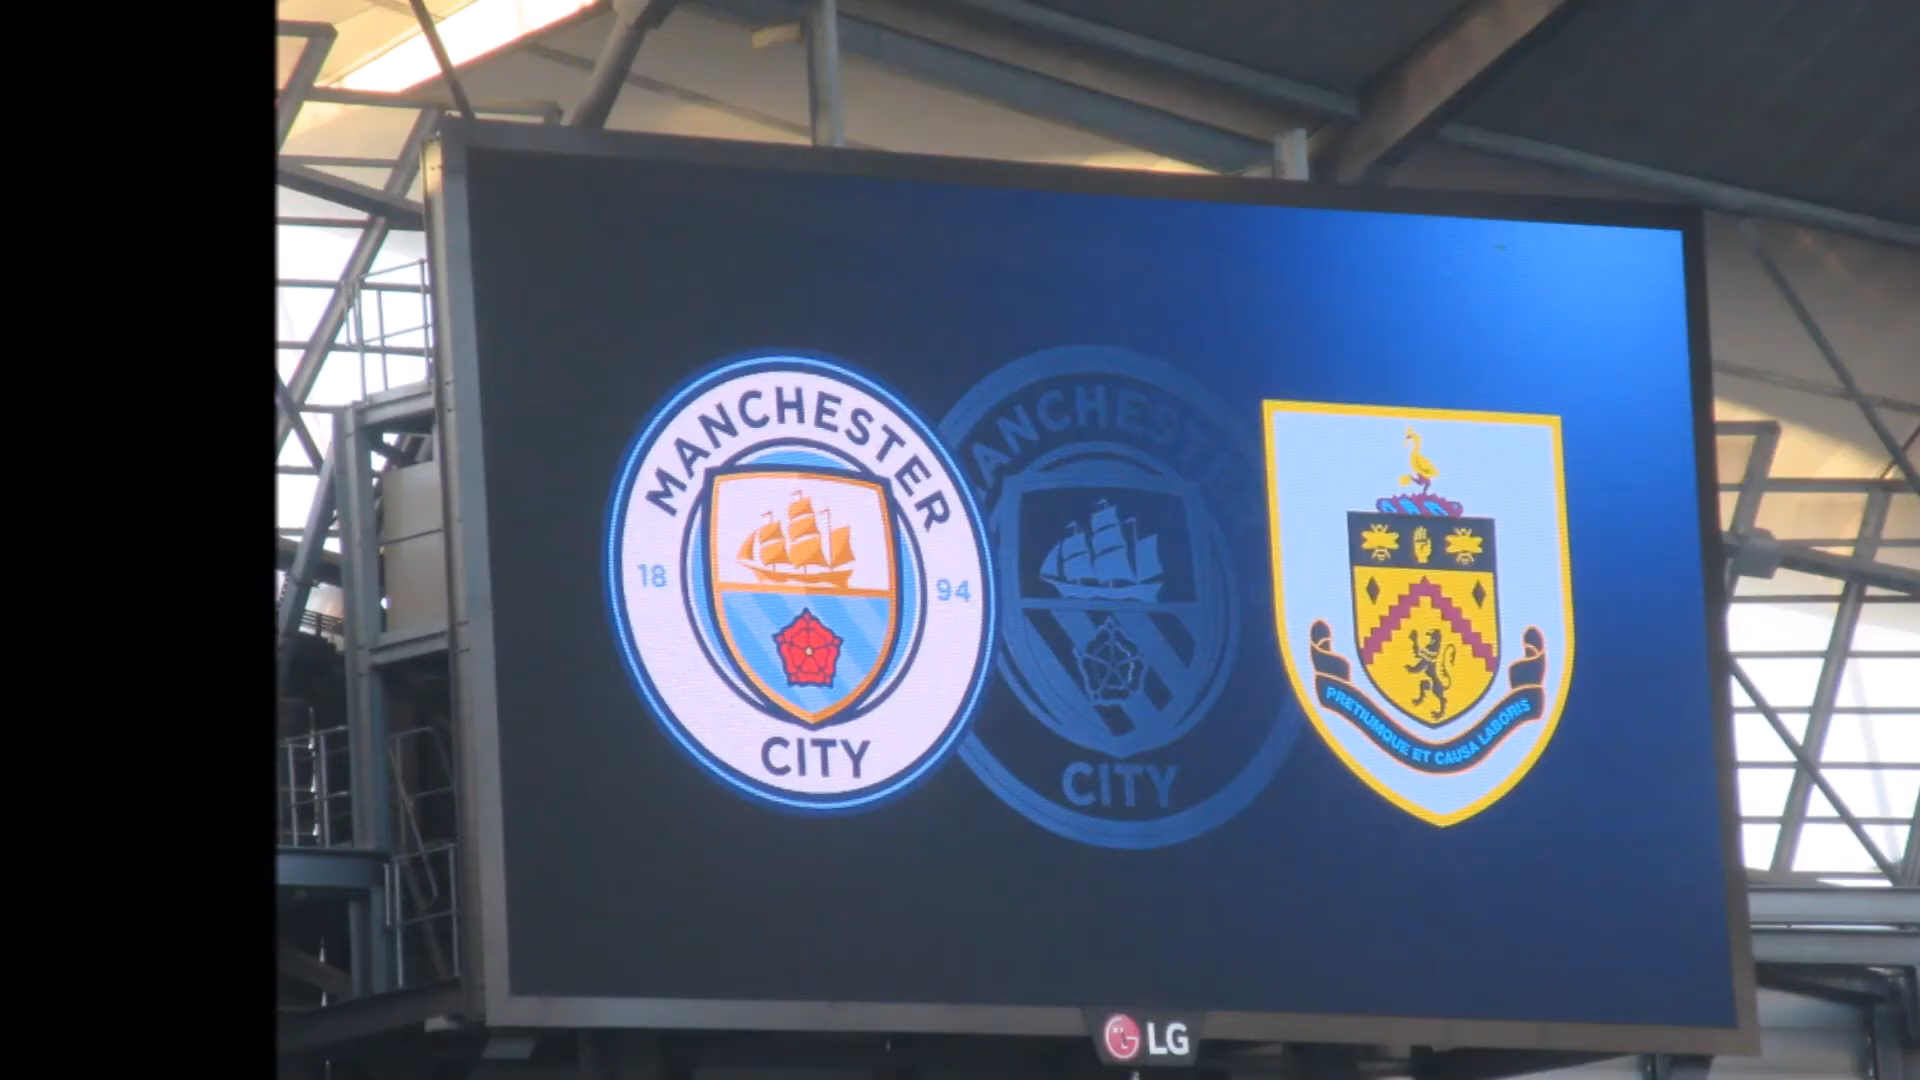 MANCHESTER
18 94
CITY
MANCHESTER
CITY
PRETIUMQUE ET CAUSA LABORIS
LG